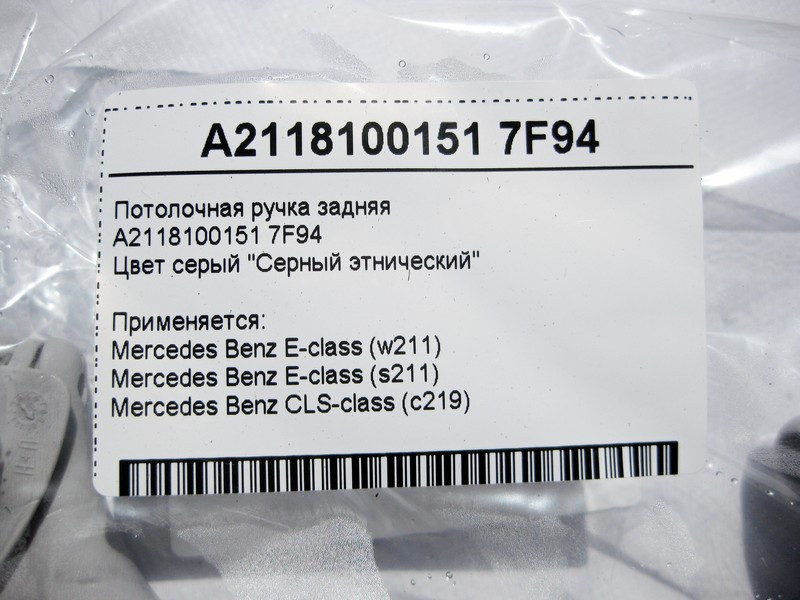 A2118100151 7F94
Потолочная ручка задняя
A2118100151 7F94
Цвет серый "Серный этнический"
Применяется:
Mercedes Benz E-class (w211)
Mercedes Benz E-class (s211)
Mercedes Benz CLS-class (c219)